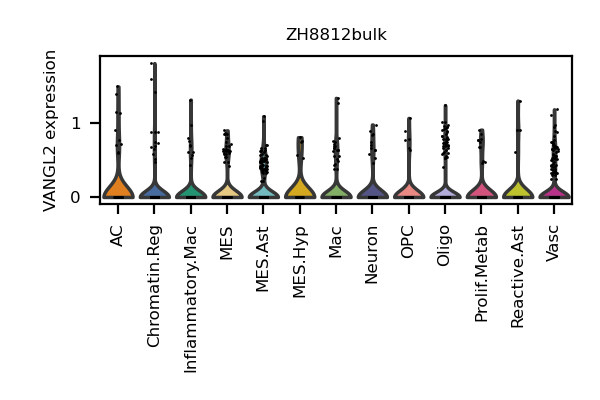 ZH8812bulk
VANGL2 expression
1
0
AC
Chromatin.Reg
Inflammatory.Mac
MES
MES.Ast
MES.Hyp
Mac
Neuron
OPC
Oligo
Prolif.Metab
Reactive.Ast
Vasc